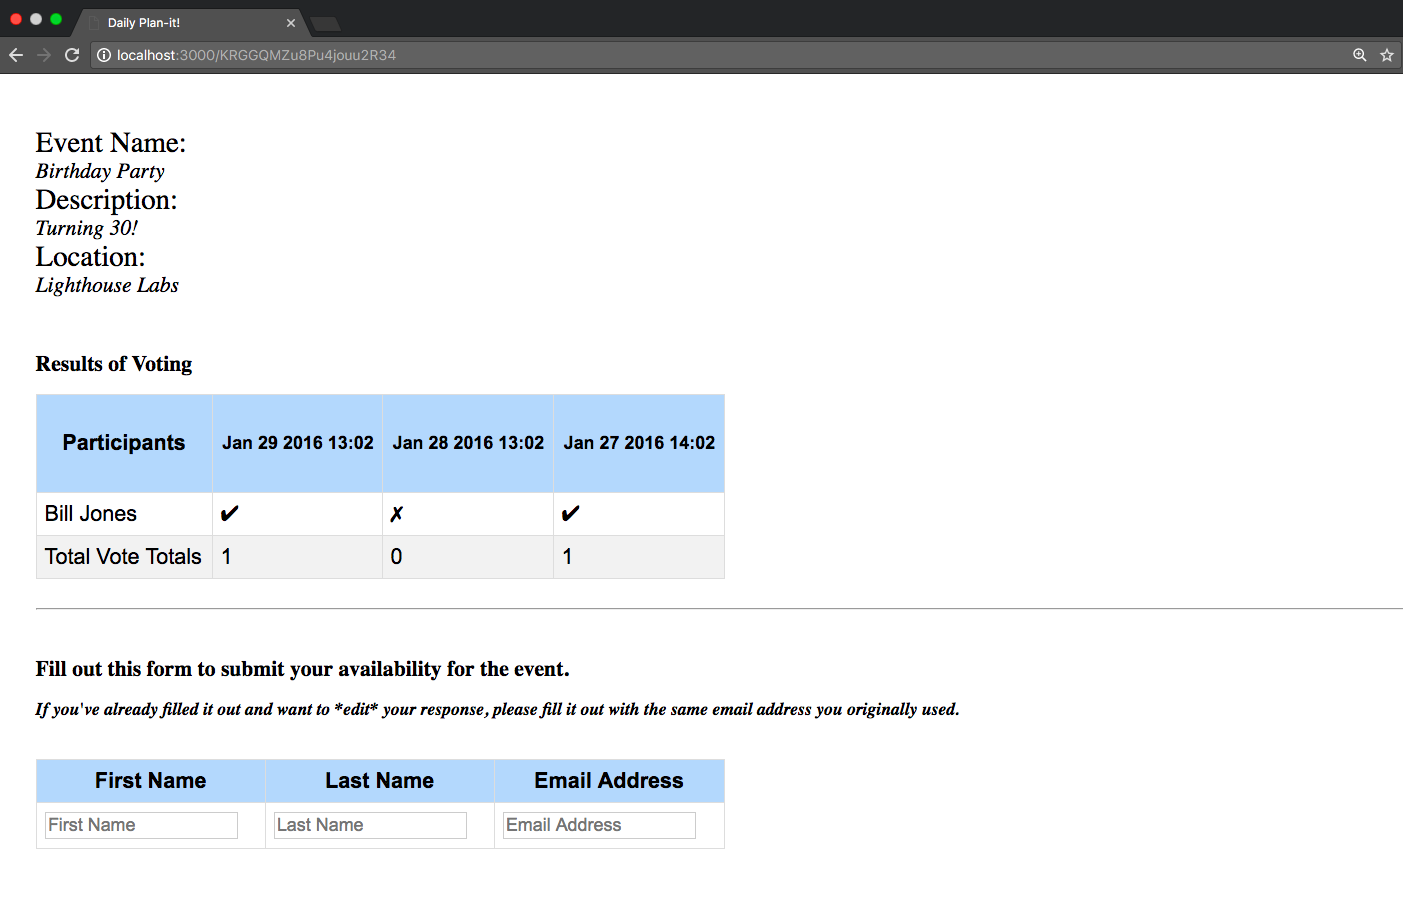 Daily Plan-it!
localhost:3000/KRGGQMZu8Pu4jouu2R34
Event Name:
Birthday Party
Description:
Turning 30!
Location:
Lighthouse Labs
Results of Voting
Participants Jan 29 2016 13:02 Jan 28 2016 13:02 Jan 27 2016 14:02
Bill Jones ✔ ✗ ✔
Total Vote Totals 1 0 1
Fill out this form to submit your availability for the event.
If you've already filled it out and want to *edit* your response, please fill it out with the same email address you originally used.
First Name Last Name Email Address
First Name Last Name Email Address